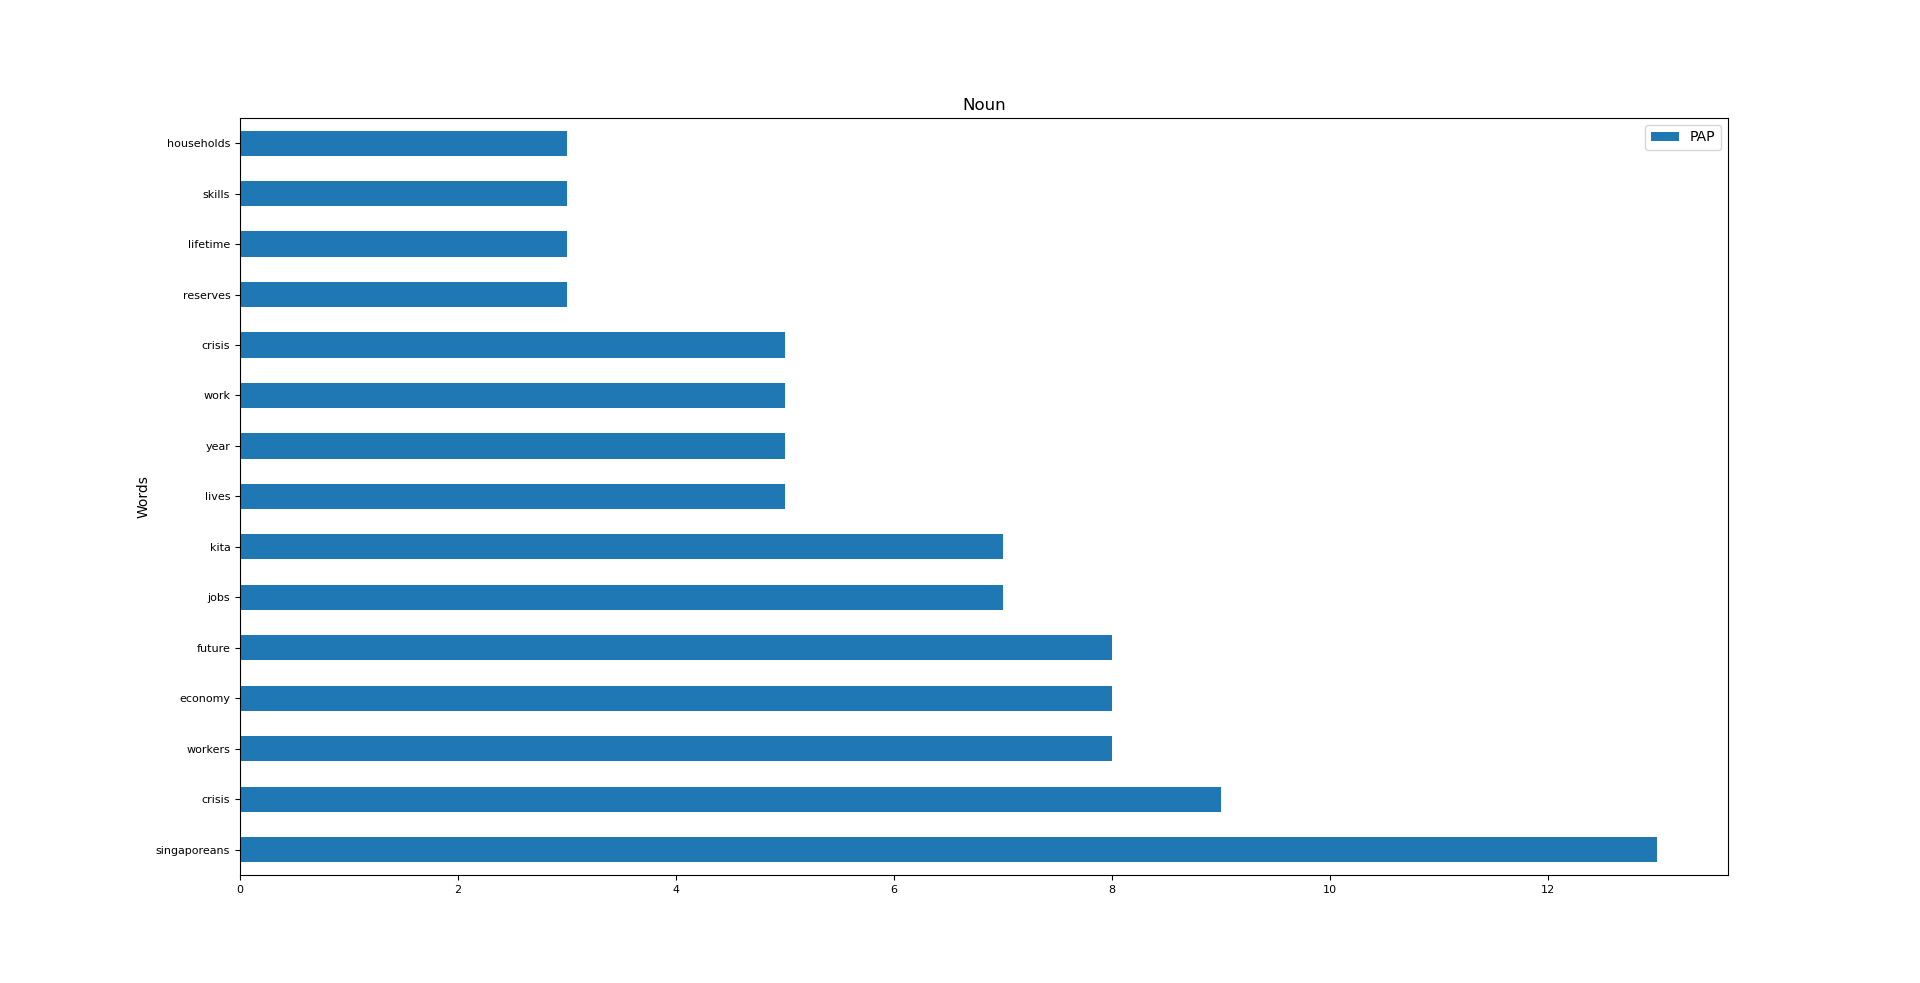 Noun
PAP
households
skills
lifetime
reserves
crisis
work
year
lives
Words
kita
jobs
future
economy
workers
crisis
singaporeans
0 2 4 6 8 10 12